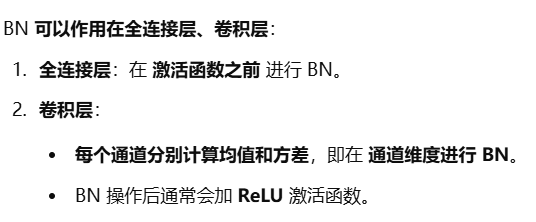 BN 可以作用在全连接层、卷积层：
1. 全连接层：在 激活函数之前 进行 BN。
2. 卷积层：
• 每个通道分别计算均值和方差，即在 通道维度进行 BN。
• BN 操作后通常会加 ReLU 激活函数。